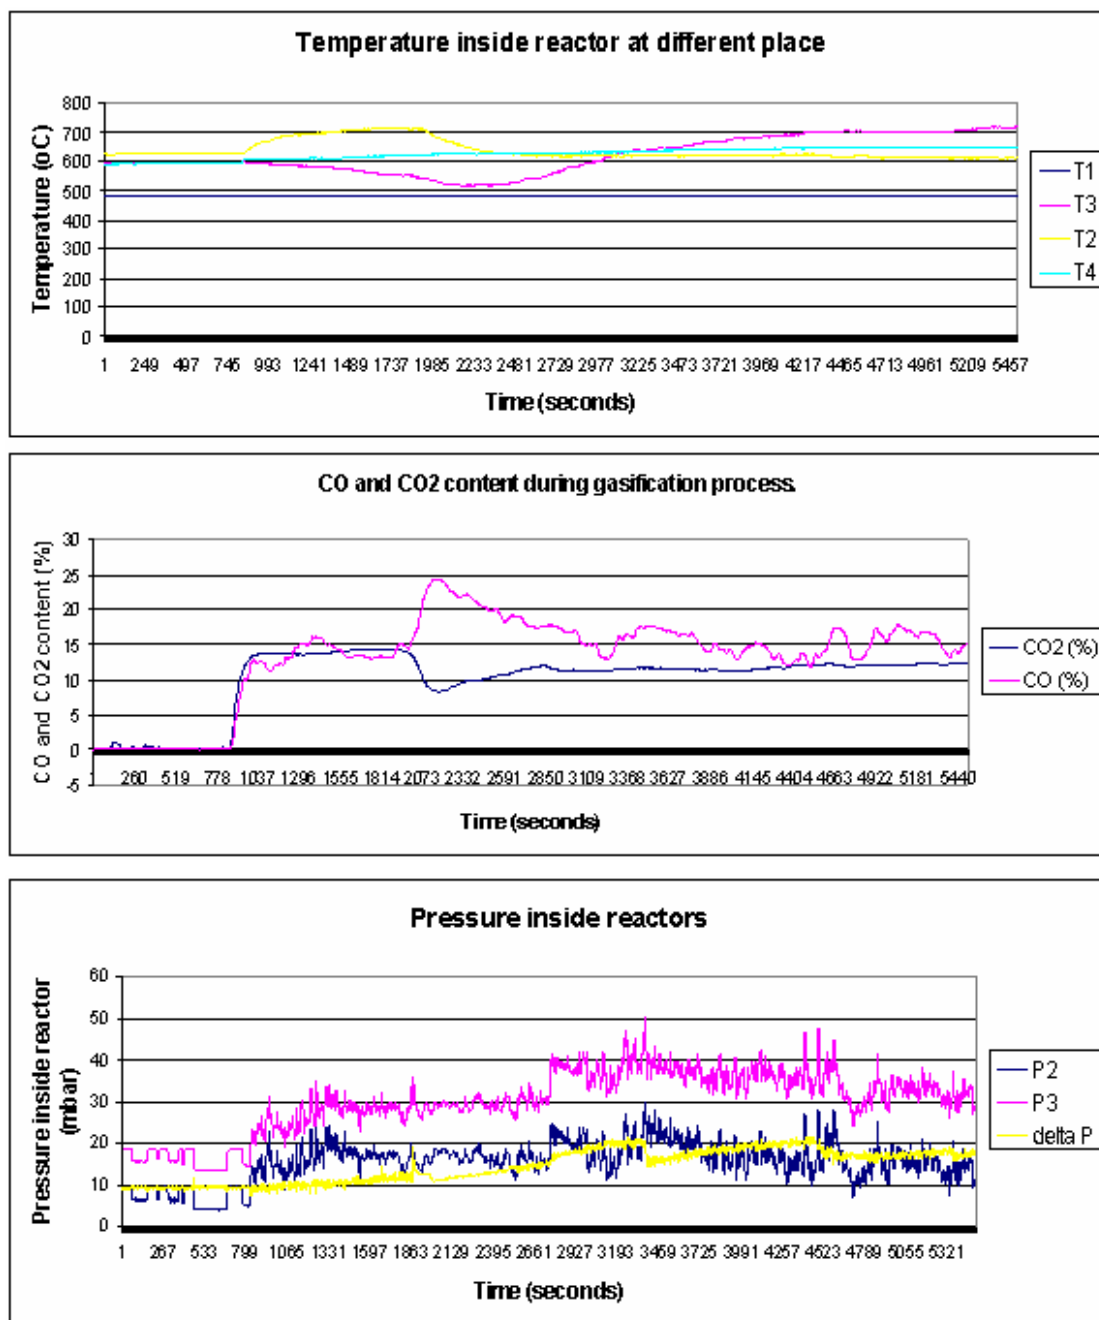 Temperature inside reactor at different place
Temperature (oC)
800
700
600
500
400
300
200
100
0
1 249 497 745 993 1241 1489 1737 1985 2233 2481 2729 2977 3225 3473 3721 3969 4217 4465 4713 4961 5209 5457
Time (seconds)
T1
T3
T2
T4
CO and CO2 content during gasification process.
CO and CO2 content (%)
30
25
20
15
10
5
0
-5
1 260 519 778 1037 1296 1555 1814 2073 2332 2591 2850 3109 3368 3627 3886 4145 4404 4663 4922 5181 5440
Time (seconds)
CO2 (%)
CO (%)
Pressure inside reactors
Pressure inside reactor
(mbar)
60
50
40
30
20
10
0
1 267 533 799 1065 1331 1597 1863 2129 2395 2661 2927 3193 3459 3725 3991 4257 4523 4789 5055 5321
Time (seconds)
P2
P3
delta P